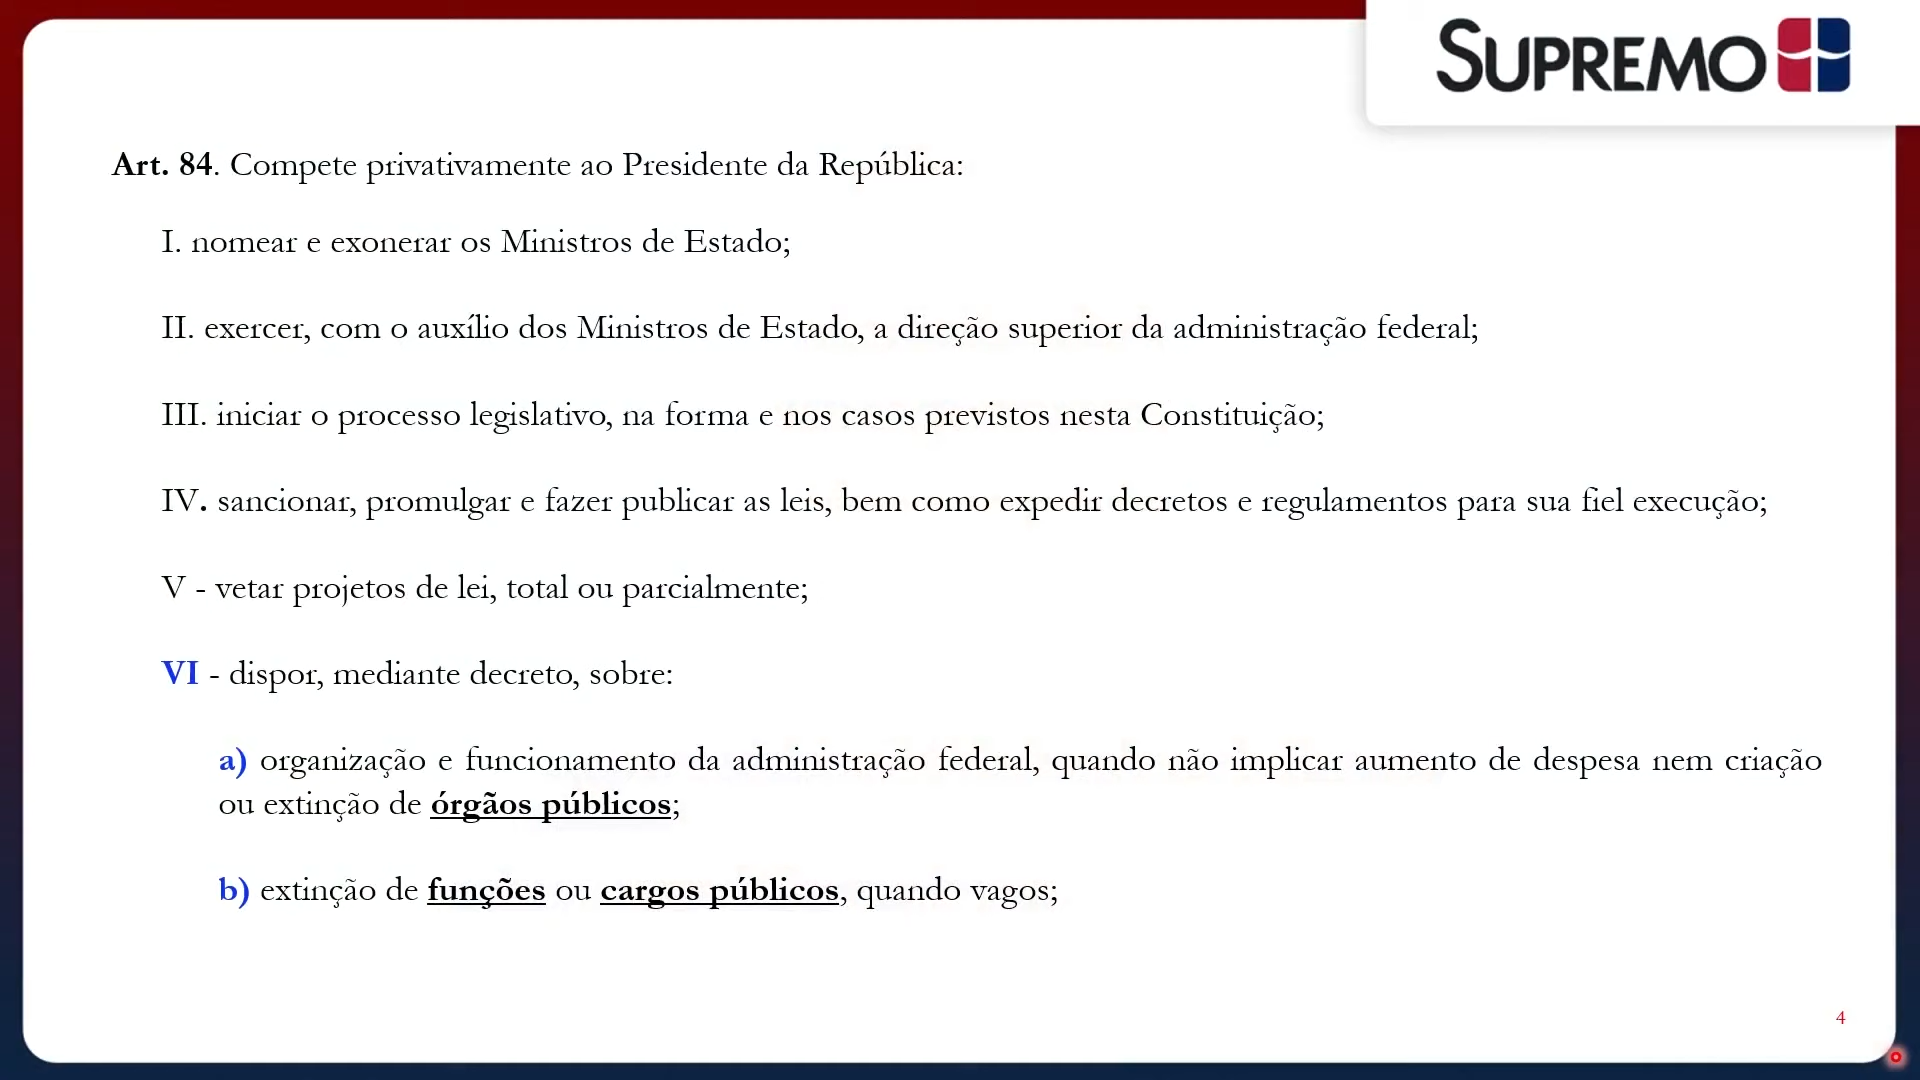 SUPREMO
Art. 84. Compete privativamente ao Presidente da República:
I. nomear e exonerar os Ministros de Estado;
II. exercer, com o auxílio dos Ministros de Estado, a direção superior da administração federal;
III. iniciar o processo legislativo, na forma e nos casos previstos nesta Constituição;
IV. sancionar, promulgar e fazer publicar as leis, bem como expedir decretos e regulamentos para sua fiel execução;
V - vetar projetos de lei, total ou parcialmente;
VI - dispor, mediante decreto, sobre:
a) organização e funcionamento da administração federal, quando não implicar aumento de despesa nem criação
ou extinção de órgãos públicos;
b) extinção de funções ou cargos públicos, quando vagos;
4